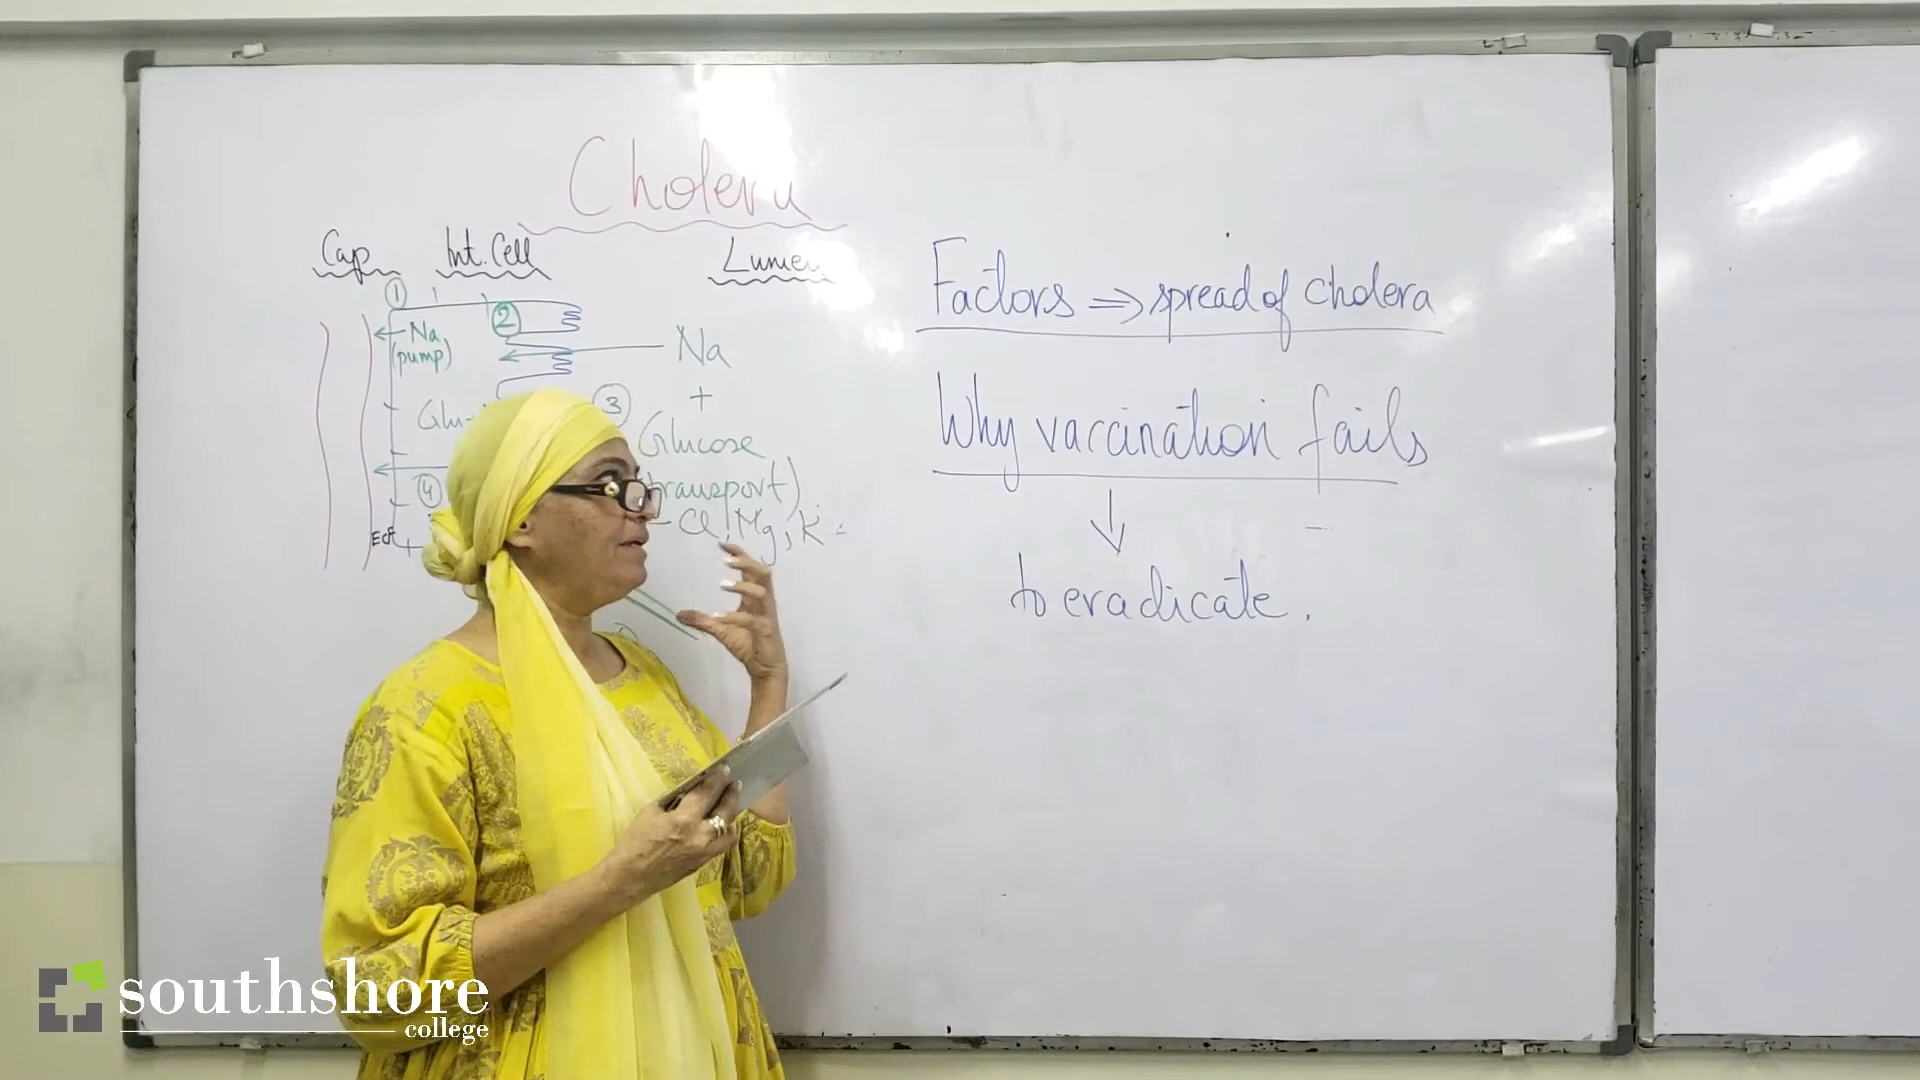 Cholera
Cap
Int. Cell
Lumen
1
2
Na
(pump)
Na
+
3
Glu
Glucose
transport)
4
Cl, Mg, K
Factors ⇒ spread of cholera
Why vaccination fails
↓
to eradicate.
southshore
college